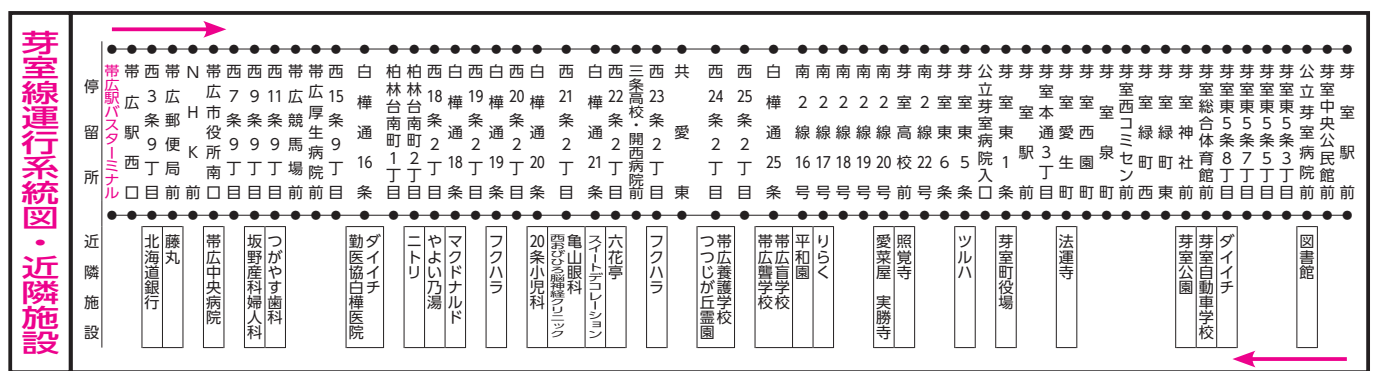 芽室線運行系統図・近隣施設
停留所
帯広駅バスターミナル
帯広駅西口
西3条9丁目
帯広郵便局前
NHK前
帯広市役所南口
西7条9丁目
西9条9丁目
西11条9丁目
帯広競馬場前
帯広厚生病院前
西15条9丁目
白樺通16条
柏林台南町1丁目
柏林台南町2丁目
西18条2丁目
白樺通18条
西19条2丁目
白樺通19条
西20条2丁目
白樺通20条
西21条2丁目
白樺通21条
西22条2丁目
三条高校・開西病院前
西23条2丁目
共愛東
西24条2丁目
西25条2丁目
白樺通25条
南2線16号
南2線17号
南2線18号
南2線19号
南2線20号
芽室高校前
南2線22号
芽室東6条
芽室東5条
公立芽室病院入口
芽室東1条
芽室駅前
芽室本通3丁目
芽室愛生町
芽室西園町
芽室泉町
芽室西コミセン前
芽室緑町西
芽室緑町東
芽室神社前
芽室総合体育館前
芽室東5条8丁目
芽室東5条7丁目
芽室東5条5丁目
芽室東5条3丁目
公立芽室病院前
芽室中央公民館前
芽室駅前
近隣施設
北海道銀行
藤丸
帯広中央病院
坂野産科婦人科
つがやす歯科
勤医協白樺医院
ダイイチ
ニトリ
やよい乃湯
マクドナルド
フクハラ
20条小児科
西おびひろ脳神経クリニック
亀山眼科
スイートデコレーション
六花亭
フクハラ
つつじが丘霊園
帯広養護学校
帯広聾学校
帯広盲学校
平和園
りらく
愛菜屋 実勝寺
照覚寺
ツルハ
芽室町役場
法運寺
芽室公園
芽室自動車学校
ダイイチ
図書館